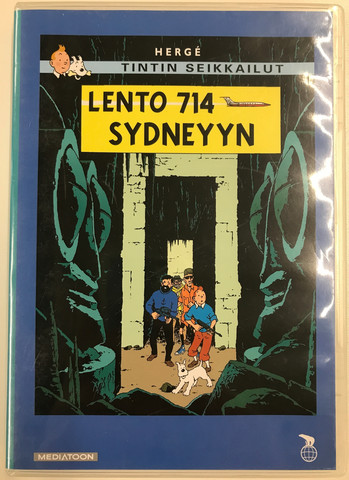 HERGÉ
TINTIN SEIKKAILUT
LENTO 714
SYDNEYYN
MEDIATOON